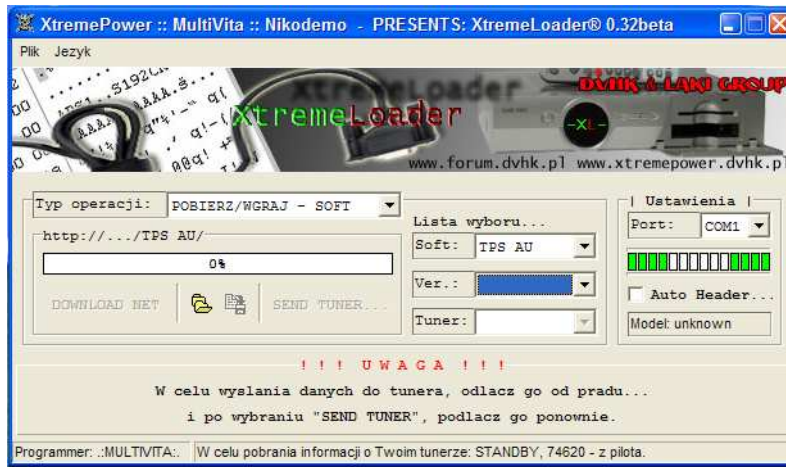 XtremePower :: MultiVita :: Nikodemo - PRESENTS: XtremeLoader® 0.32beta
Plik Jezyk
XtremeLoader
DVHK & LAKI GROUP
XtremeLoader
-XL-
www.forum.dvhk.pl www.xtremepower.dvhk.pl
Typ operacji: POBIERZ/WGRAJ - SOFT
http://.../TPS AU/
0%
DOWNLOAD NET
SEND TUNER...
Lista wyboru...
Soft: TPS AU
Ver.:
Tuner:
| Ustawienia |
Port: COM1
Auto Header...
Model: unknown
! ! ! U W A G A ! ! !
W celu wyslania danych do tunera, odlacz go od pradu...
i po wybraniu "SEND TUNER", podlacz go ponownie.
Programmer: .:MULTIVITA:. W celu pobrania informacji o Twoim tunerze: STANDBY, 74620 - z pilota.